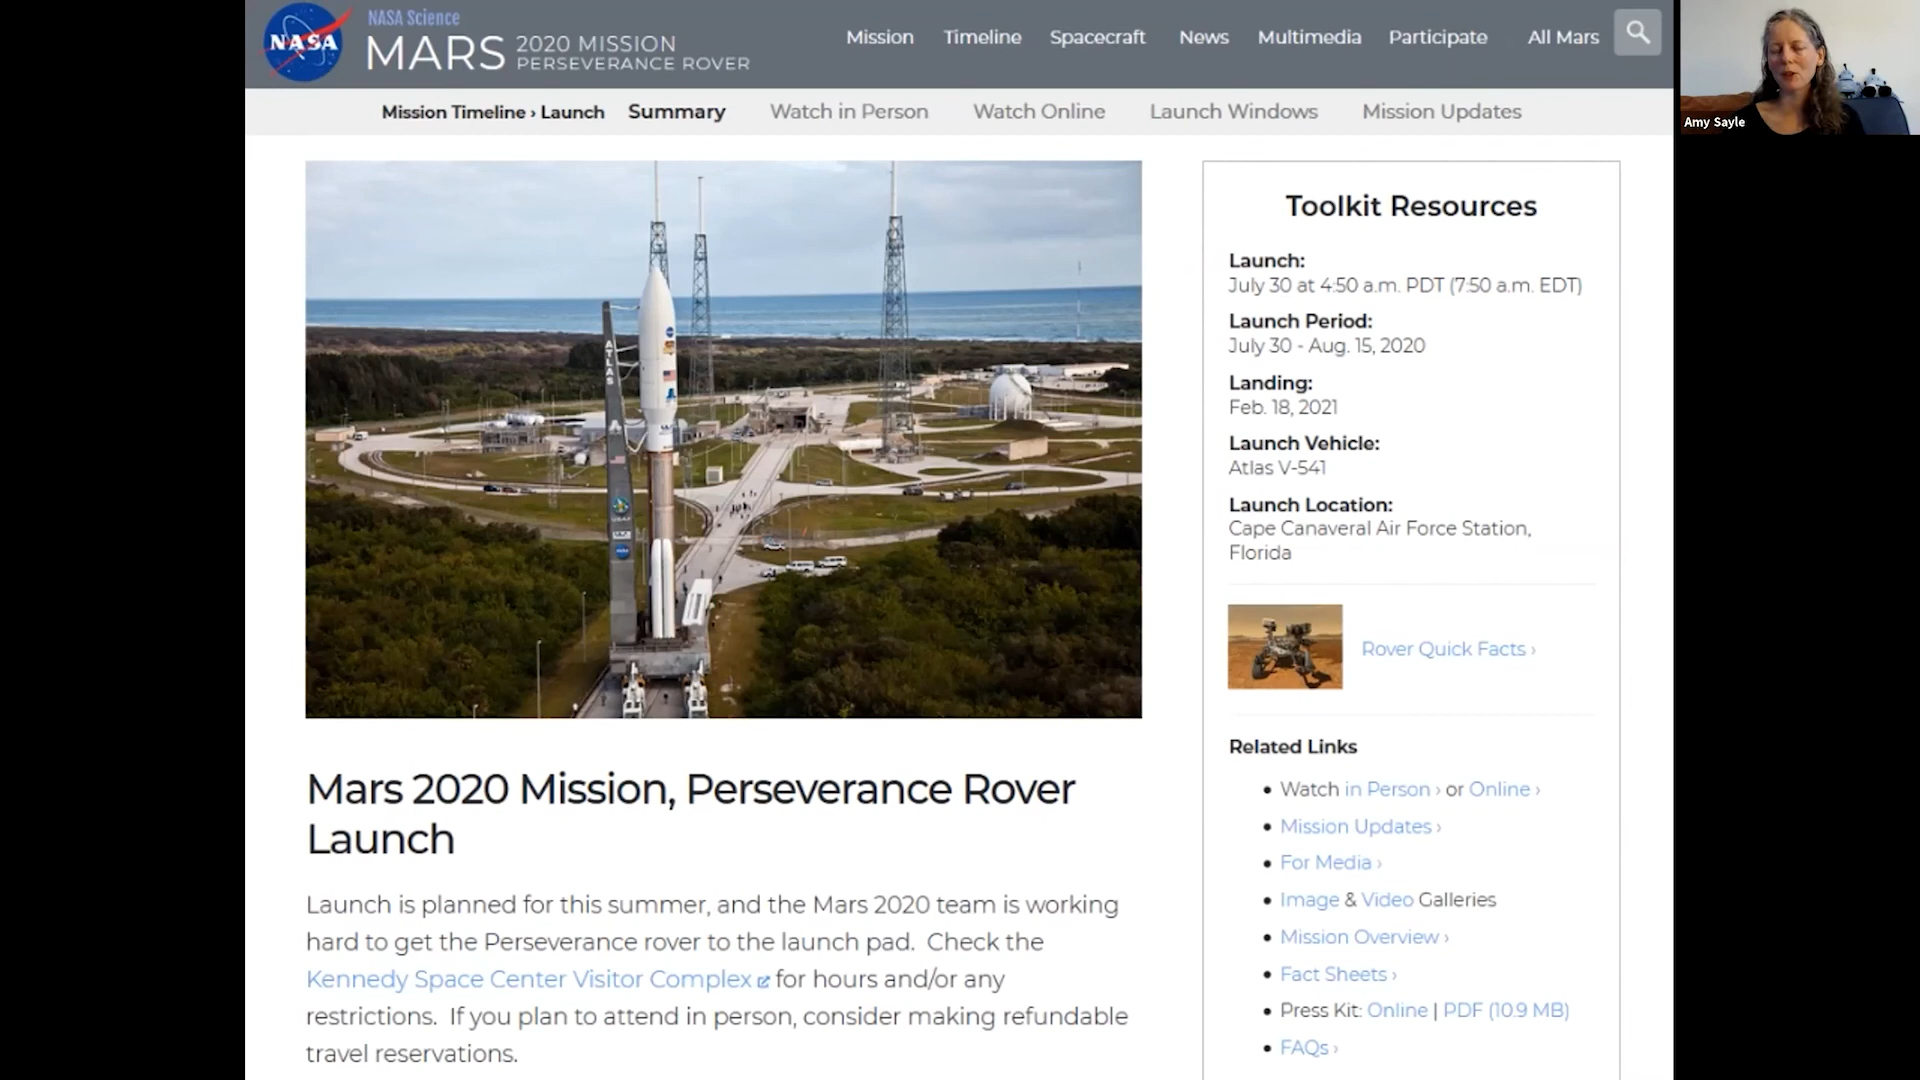 NASA
NASA Science
MARS 2020 MISSION
PERSEVERANCE ROVER
Mission Timeline Spacecraft News Multimedia Participate All Mars
Amy Sayle
Mission Timeline › Launch Summary Watch in Person Watch Online Launch Windows Mission Updates
ATLAS
Toolkit Resources
Launch:
July 30 at 4:50 a.m. PDT (7:50 a.m. EDT)
Launch Period:
July 30 - Aug. 15, 2020
Landing:
Feb. 18, 2021
Launch Vehicle:
Atlas V-541
Launch Location:
Cape Canaveral Air Force Station,
Florida
Rover Quick Facts ›
Related Links
• Watch in Person › or Online ›
• Mission Updates ›
• For Media ›
• Image & Video Galleries
• Mission Overview ›
• Fact Sheets ›
• Press Kit: Online | PDF (10.9 MB)
• FAQs ›
Mars 2020 Mission, Perseverance Rover
Launch
Launch is planned for this summer, and the Mars 2020 team is working
hard to get the Perseverance rover to the launch pad. Check the
Kennedy Space Center Visitor Complex for hours and/or any
restrictions. If you plan to attend in person, consider making refundable
travel reservations.